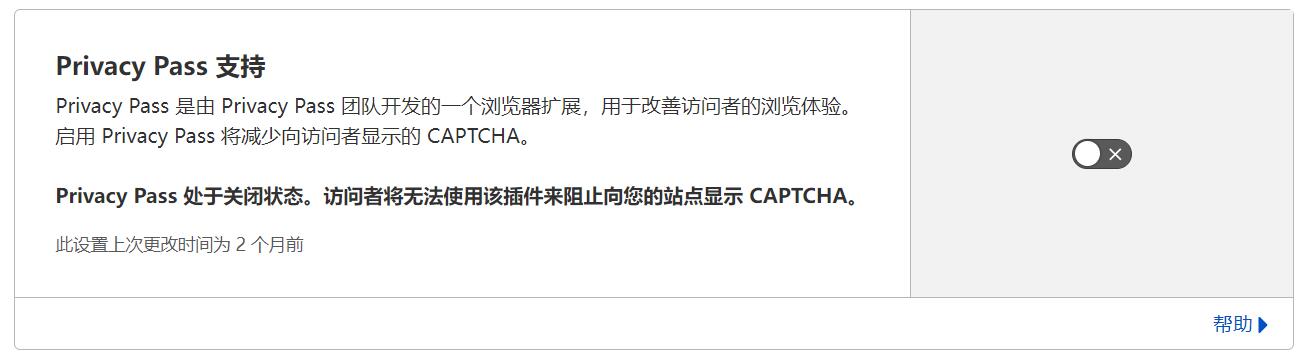 Privacy Pass 支持
Privacy Pass 是由 Privacy Pass 团队开发的一个浏览器扩展，用于改善访问者的浏览体验。
启用 Privacy Pass 将减少向访问者显示的 CAPTCHA。
Privacy Pass 处于关闭状态。访问者将无法使用该插件来阻止向您的站点显示 CAPTCHA。
此设置上次更改时间为 2 个月前
帮助